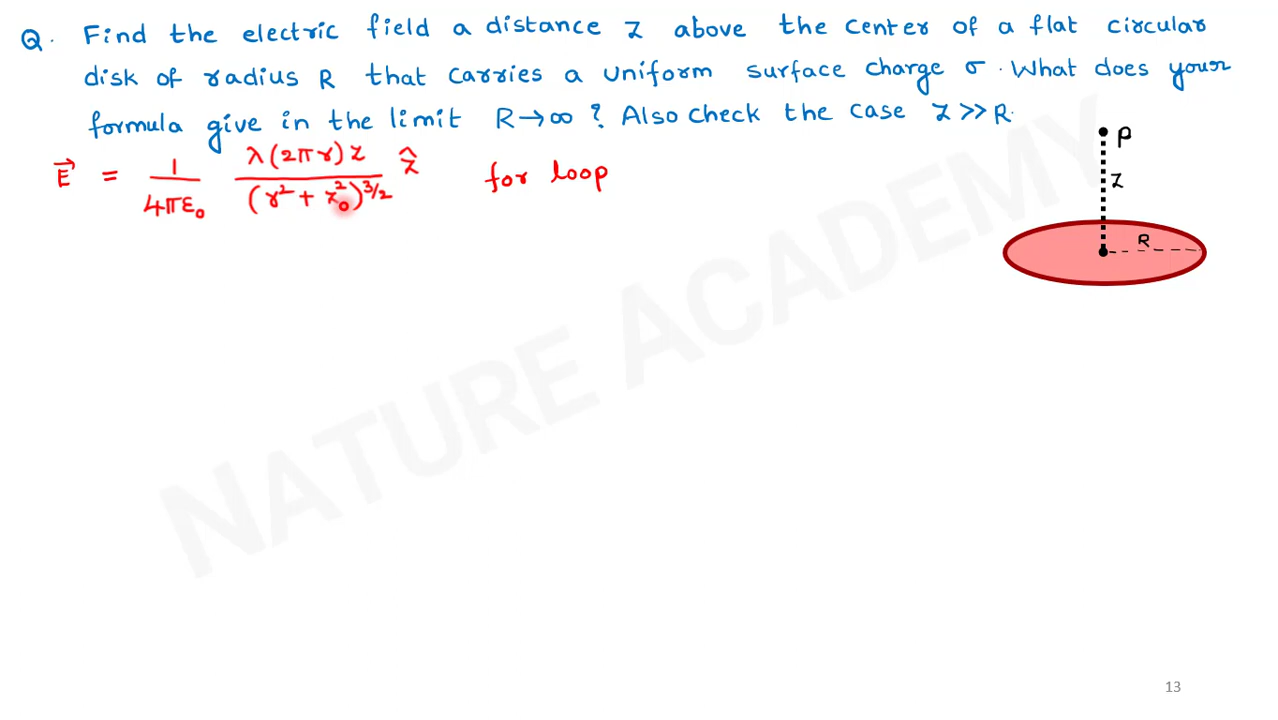 Q. Find the electric field a distance z above the center of a flat circular
disk of radius R that carries a uniform surface charge σ. What does your
formula give in the limit R→∞ ? Also check the case z >> R.
E⃗ = 1/4πε₀ λ(2πr)z/(r² + z₀²)^3/2 ẑ for loop
P
z
R
NATURE ACADEMY
13